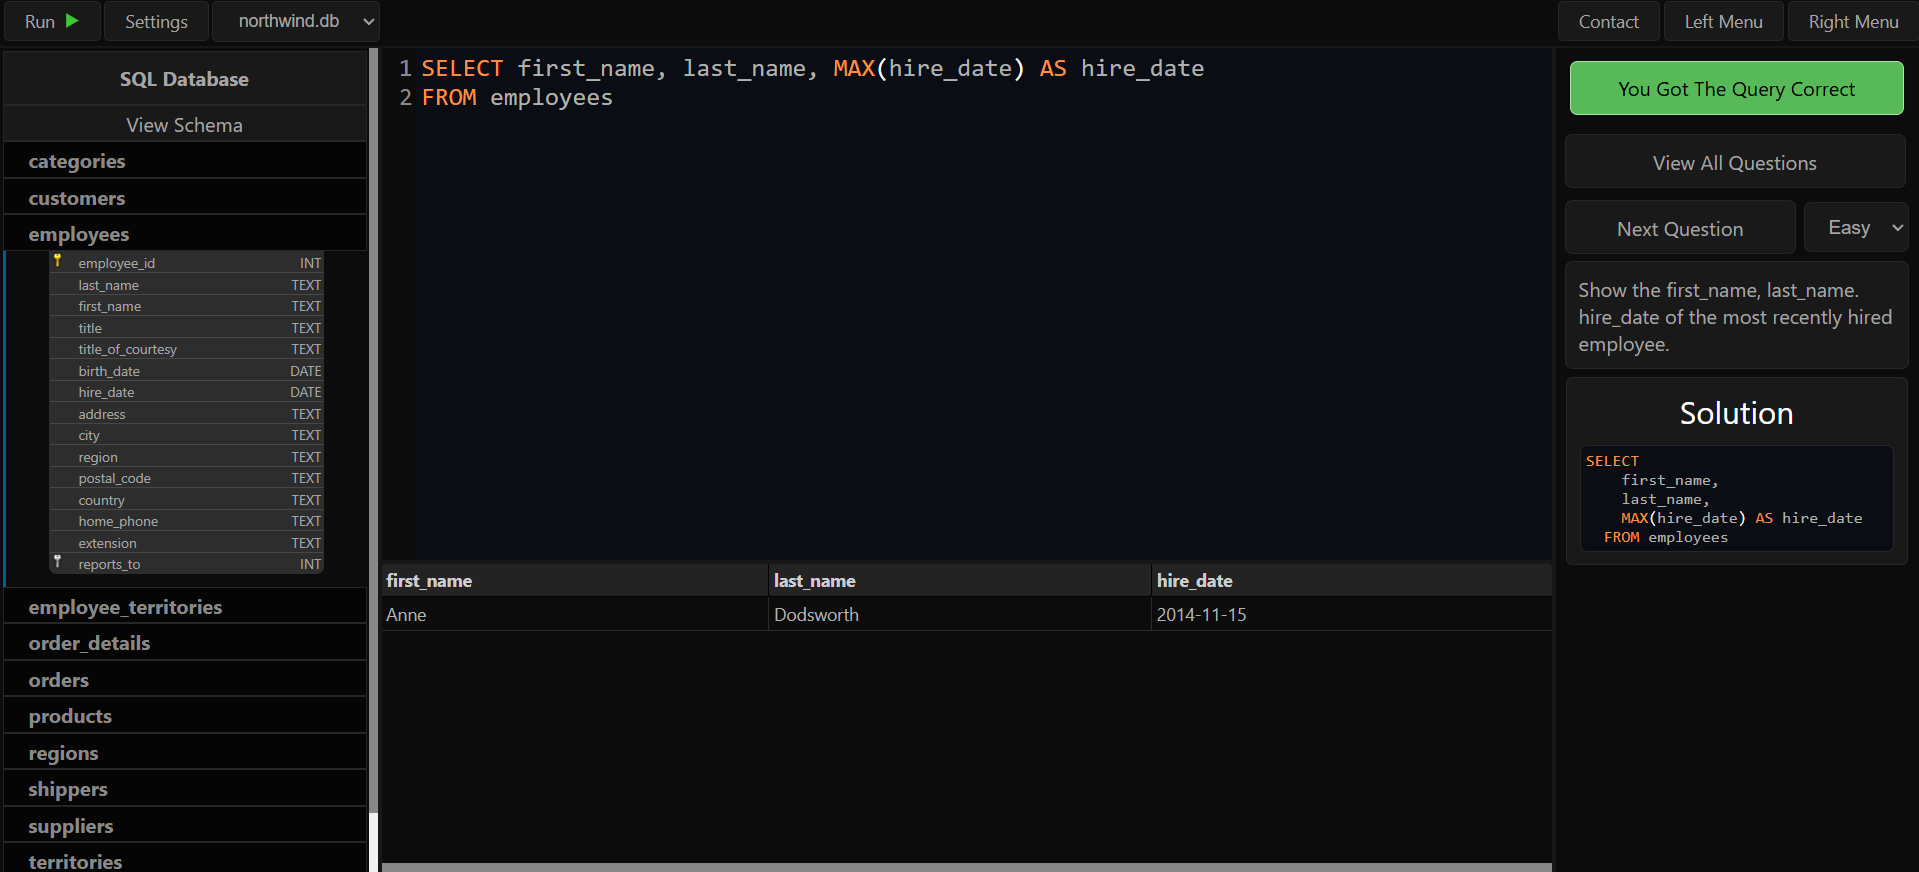 Run
Settings
northwind.db
Contact
Left Menu
Right Menu
SQL Database
View Schema
categories
customers
employees
employee_id INT
last_name TEXT
first_name TEXT
title TEXT
title_of_courtesy TEXT
birth_date DATE
hire_date DATE
address TEXT
city TEXT
region TEXT
postal_code TEXT
country TEXT
home_phone TEXT
extension TEXT
reports_to INT
employee_territories
order_details
orders
products
regions
shippers
suppliers
territories
1 SELECT first_name, last_name, MAX(hire_date) AS hire_date
2 FROM employees
first_name last_name hire_date
Anne Dodsworth 2014-11-15
You Got The Query Correct
View All Questions
Next Question
Easy
Show the first_name, last_name.
hire_date of the most recently hired
employee.
Solution
SELECT
first_name,
last_name,
MAX(hire_date) AS hire_date
FROM employees